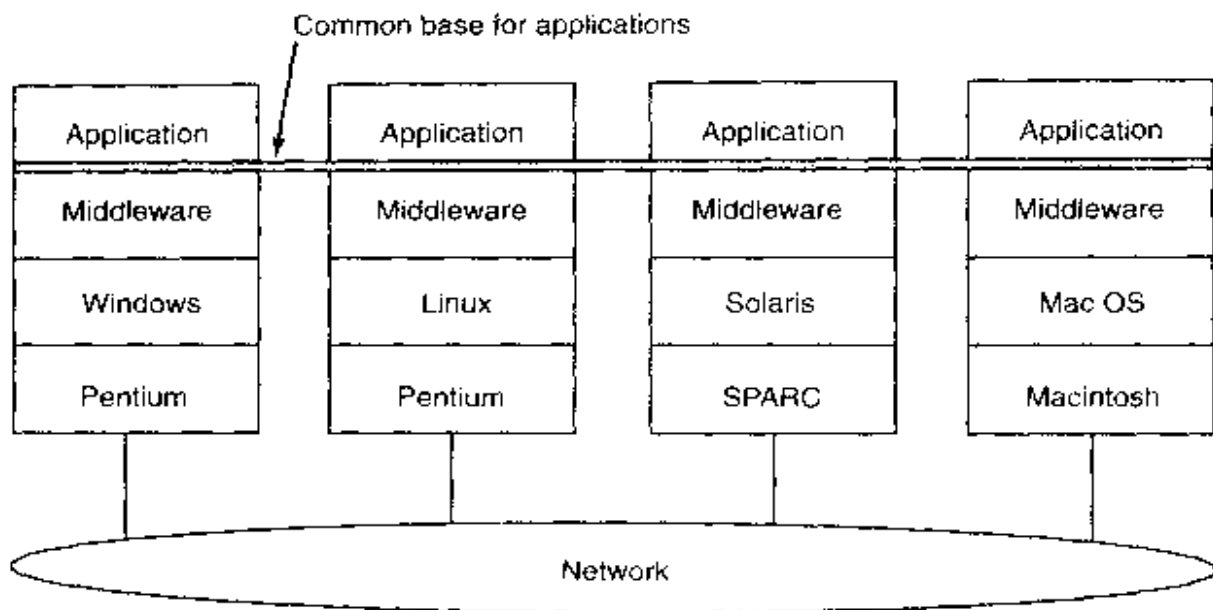 Common base for applications
Application Application Application Application
Middleware Middleware Middleware Middleware
Windows Linux Solaris Mac OS
Pentium Pentium SPARC Macintosh
Network